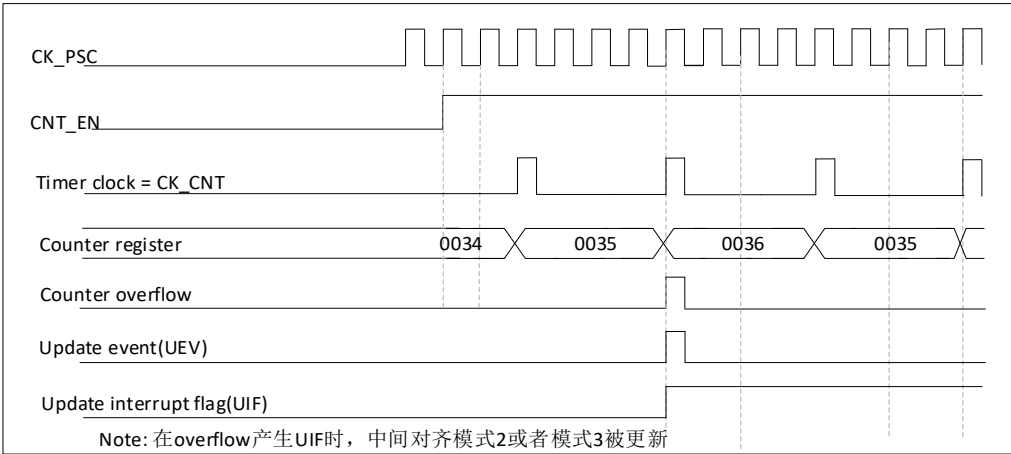 CK_PSC
CNT_EN
Timer clock = CK_CNT
Counter register 0034 0035 0036 0035
Counter overflow
Update event(UEV)
Update interrupt flag(UIF)
Note: 在overflow产生UIF时，中间对齐模式2或者模式3被更新